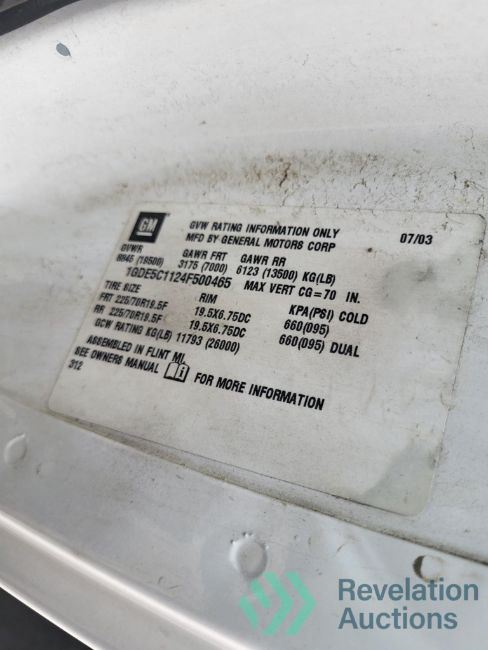 GM
GVW RATING INFORMATION ONLY
MFD BY GENERAL MOTORS CORP
07/03
GVWR GAWR FRT GAWR RR
8845 (19500) 3175 (7000) 6123 (13500) KG(LB)
1GDE5C1124F500465 MAX VERT CG=70 IN.
TIRE SIZE RIM KPA(PSI) COLD
FRT 225/70R19.5F 19.5X6.75DC 660(095)
RR 225/70R19.5F 19.5X6.75DC 660(095) DUAL
GCW RATING KG(LB) 11793 (26000)
ASSEMBLED IN FLINT MI.
SEE OWNERS MANUAL FOR MORE INFORMATION
312
Revelation
Auctions